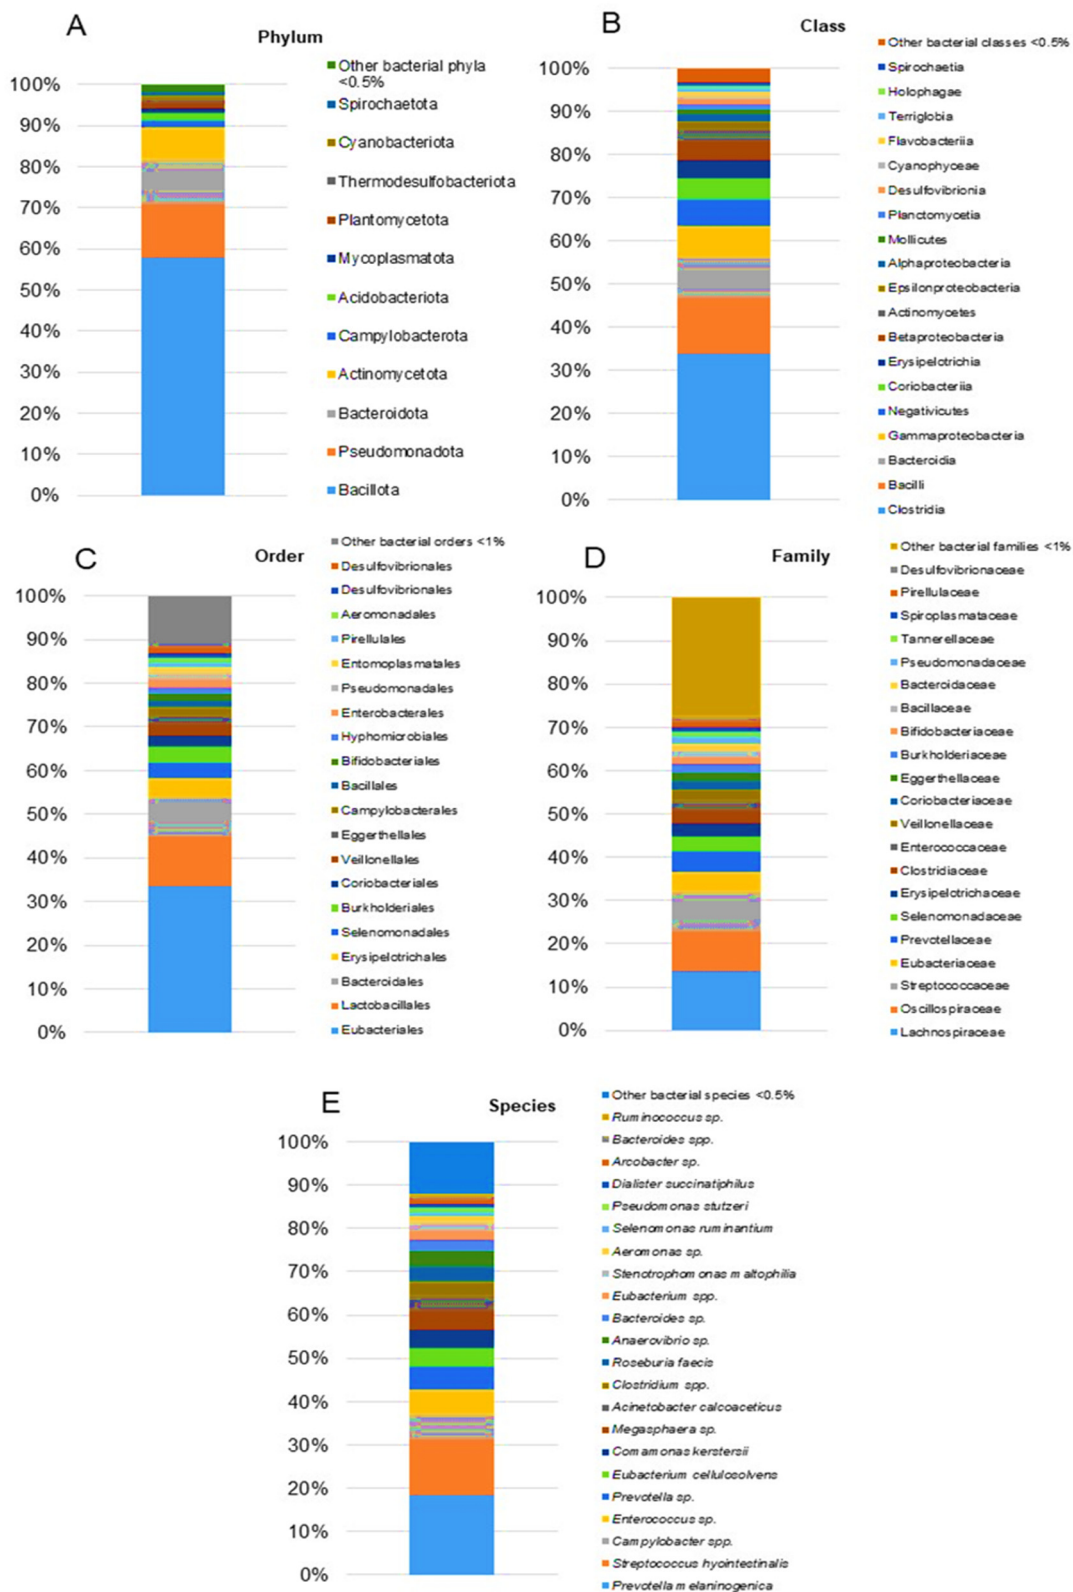 A
Phylum
100%
90%
80%
70%
60%
50%
40%
30%
20%
10%
0%
Other bacterial phyla
<0.5%
Spirochaetota
Cyanobacteriota
Thermodesulfobacteriota
Plantomycetota
Mycoplasmatota
Acidobacteriota
Campylobacterota
Actinomycetota
Bacteroidota
Pseudomonadota
Bacillota
B
Class
100%
90%
80%
70%
60%
50%
40%
30%
20%
10%
0%
Other bacterial classes <0.5%
Spirochaetia
Holophagae
Terriglobia
Flavobacteriia
Cyanophyceae
Desulfovibrionia
Planctomycetia
Mollicutes
Alphaproteobacteria
Epsilonproteobacteria
Actinomycetes
Betaproteobacteria
Erysipelotrichia
Coriobacteriia
Negativicutes
Gammaproteobacteria
Bacteroidia
Bacilli
Clostridia
C
Order
100%
90%
80%
70%
60%
50%
40%
30%
20%
10%
0%
Other bacterial orders <1%
Desulfovibrionales
Desulfovibrionales
Aeromonadales
Pirellulales
Entomoplasmatales
Pseudomonadales
Enterobacterales
Hyphomicrobiales
Bifidobacteriales
Bacillales
Campylobacterales
Eggerthellales
Veillonellales
Coriobacteriales
Burkholderiales
Selenomonadales
Erysipelotrichales
Bacteroidales
Lactobacillales
Eubacteriales
D
Family
100%
90%
80%
70%
60%
50%
40%
30%
20%
10%
0%
Other bacterial families <1%
Desulfovibrionaceae
Pirellulaceae
Spiroplasmataceae
Tannerellaceae
Pseudomonadaceae
Bacteroidaceae
Bacillaceae
Bifidobacteriaceae
Burkholderiaceae
Eggerthellaceae
Coriobacteriaceae
Veillonellaceae
Enterococcaceae
Clostridiaceae
Erysipelotrichaceae
Selenomonadaceae
Prevotellaceae
Eubacteriaceae
Streptococcaceae
Oscillospiraceae
Lachnospiraceae
E
Species
100%
90%
80%
70%
60%
50%
40%
30%
20%
10%
0%
Other bacterial species <0.5%
Ruminococcus sp.
Bacteroides spp.
Arcobacter sp.
Dialister succinatiphilus
Pseudomonas stutzeri
Selenomonas ruminantium
Aeromonas sp.
Stenotrophomonas maltophilia
Eubacterium spp.
Bacteroides sp.
Anaerovibrio sp.
Roseburia faecis
Clostridium spp.
Acinetobacter calcoaceticus
Megasphaera sp.
Comamonas kerstersii
Eubacterium cellulosolvens
Prevotella sp.
Enterococcus sp.
Campylobacter spp.
Streptococcus hyointestinalis
Prevotella melaninogenica